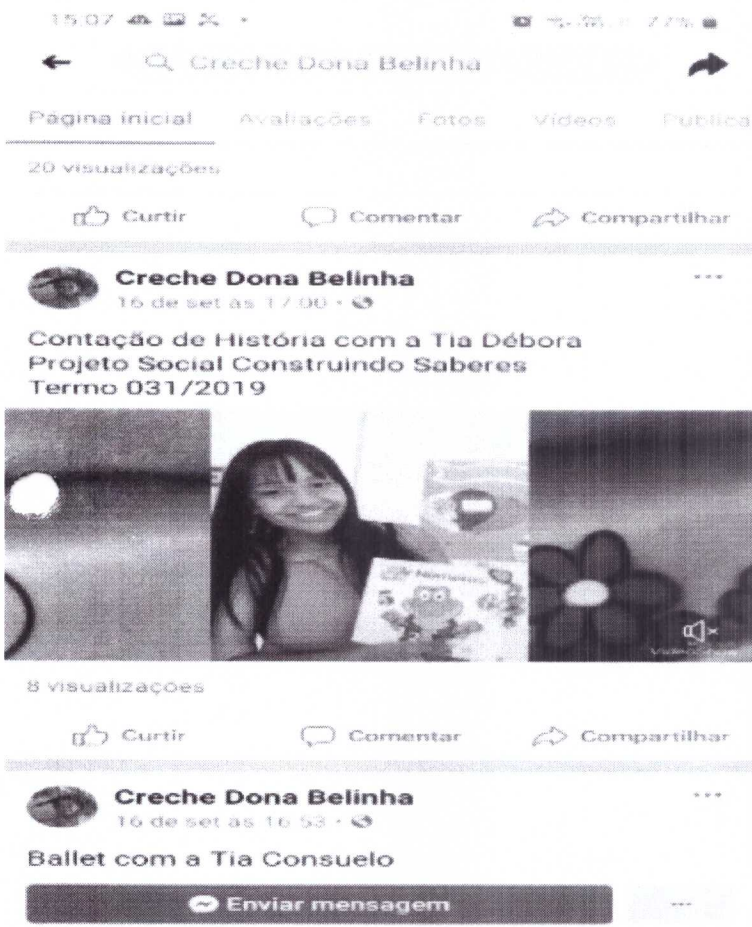 15:07 77%
Creche Dona Belinha
Página inicial Avaliações Fotos Vídeos Publica
20 visualizações
Curtir Comentar Compartilhar
Creche Dona Belinha
16 de set às 17:00
Contação de História com a Tia Débora
Projeto Social Construindo Saberes
Termo 031/2019
8 visualizações
Curtir Comentar Compartilhar
Creche Dona Belinha
16 de set às 16:53
Ballet com a Tia Consuelo
Enviar mensagem